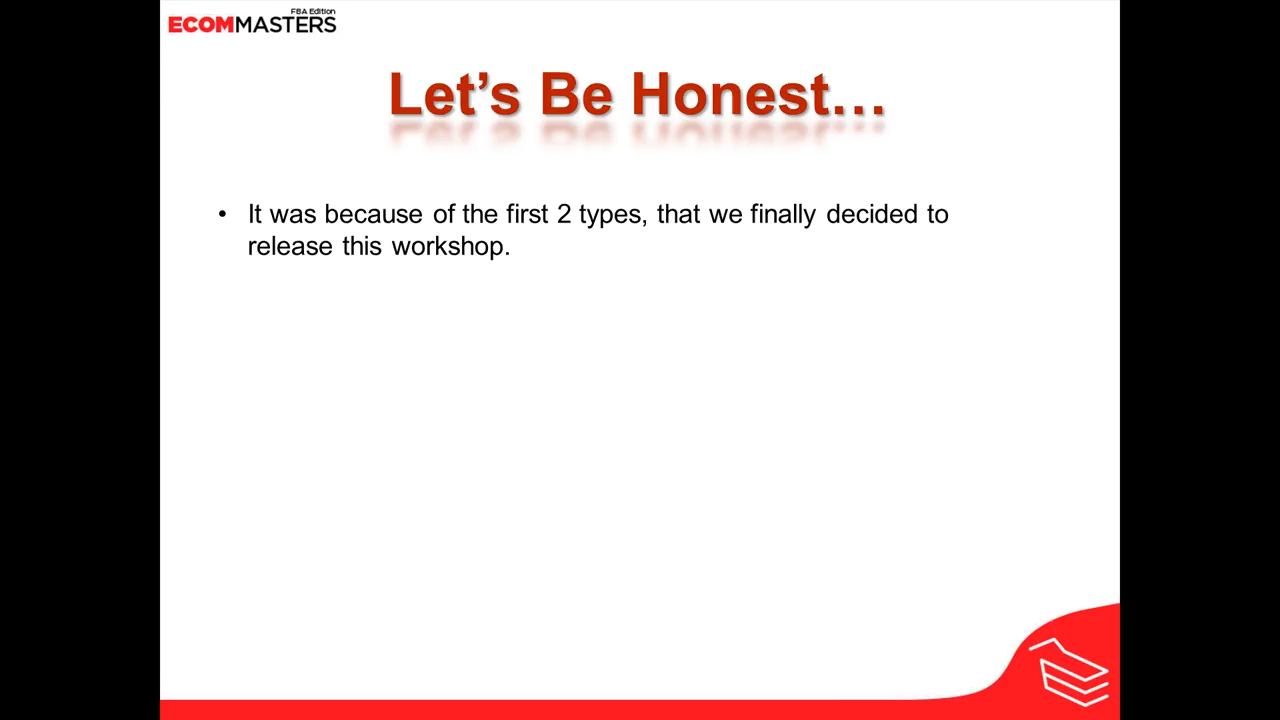 FBA Edition
ECOMMASTERS
Let’s Be Honest…
• It was because of the first 2 types, that we finally decided to
release this workshop.